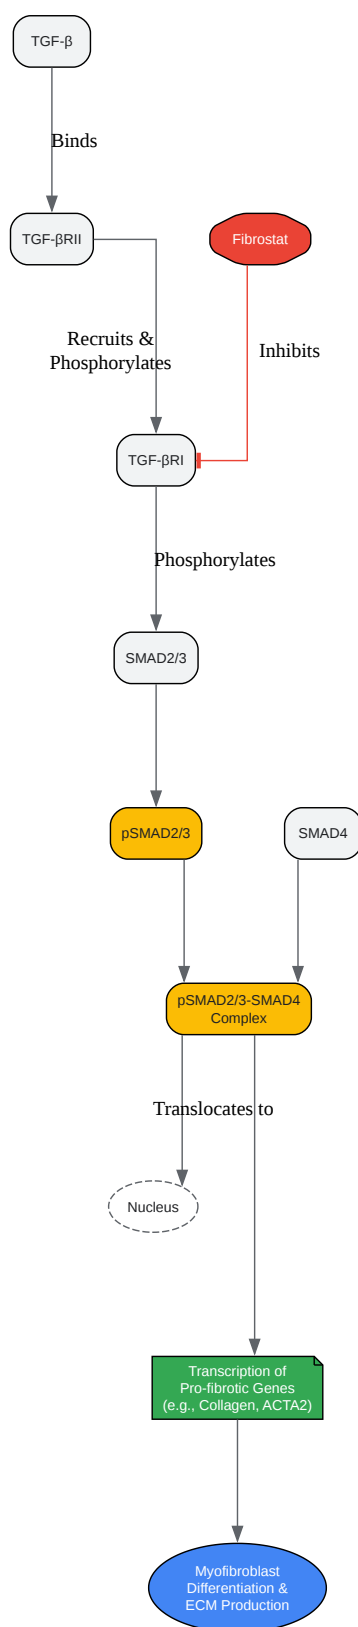 TGF-β
Binds
TGF-βRII
Fibrostat
Recruits &
Phosphorylates
Inhibits
TGF-βRI
Phosphorylates
SMAD2/3
pSMAD2/3
SMAD4
pSMAD2/3-SMAD4
Complex
Translocates to
Nucleus
Transcription of
Pro-fibrotic Genes
(e.g., Collagen, ACTA2)
Myofibroblast
Differentiation &
ECM Production